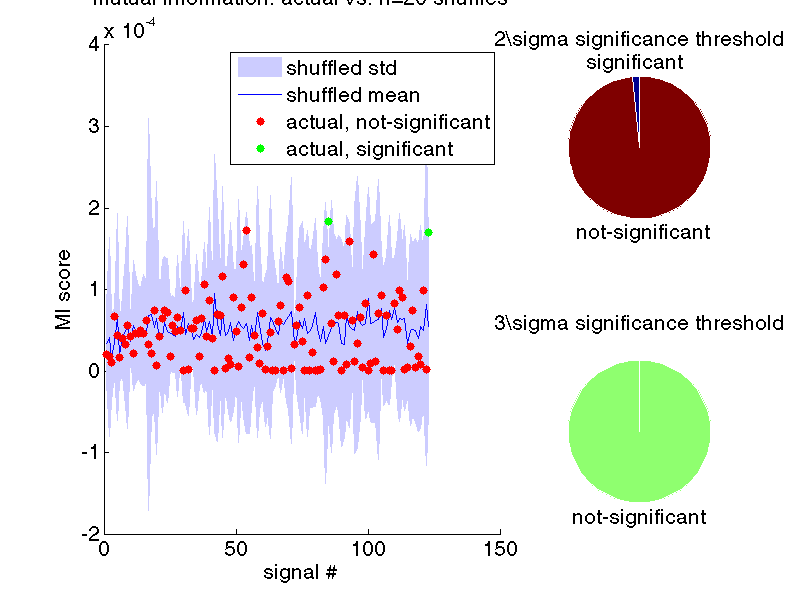 mutual information: actual vs. n=20 shuffles
x 10^-4
4
3
2
1
0
-1
-2
0
50
100
150
MI score
signal #
shuffled std
shuffled mean
actual, not-significant
actual, significant
2\sigma significance threshold
significant
not-significant
3\sigma significance threshold
not-significant